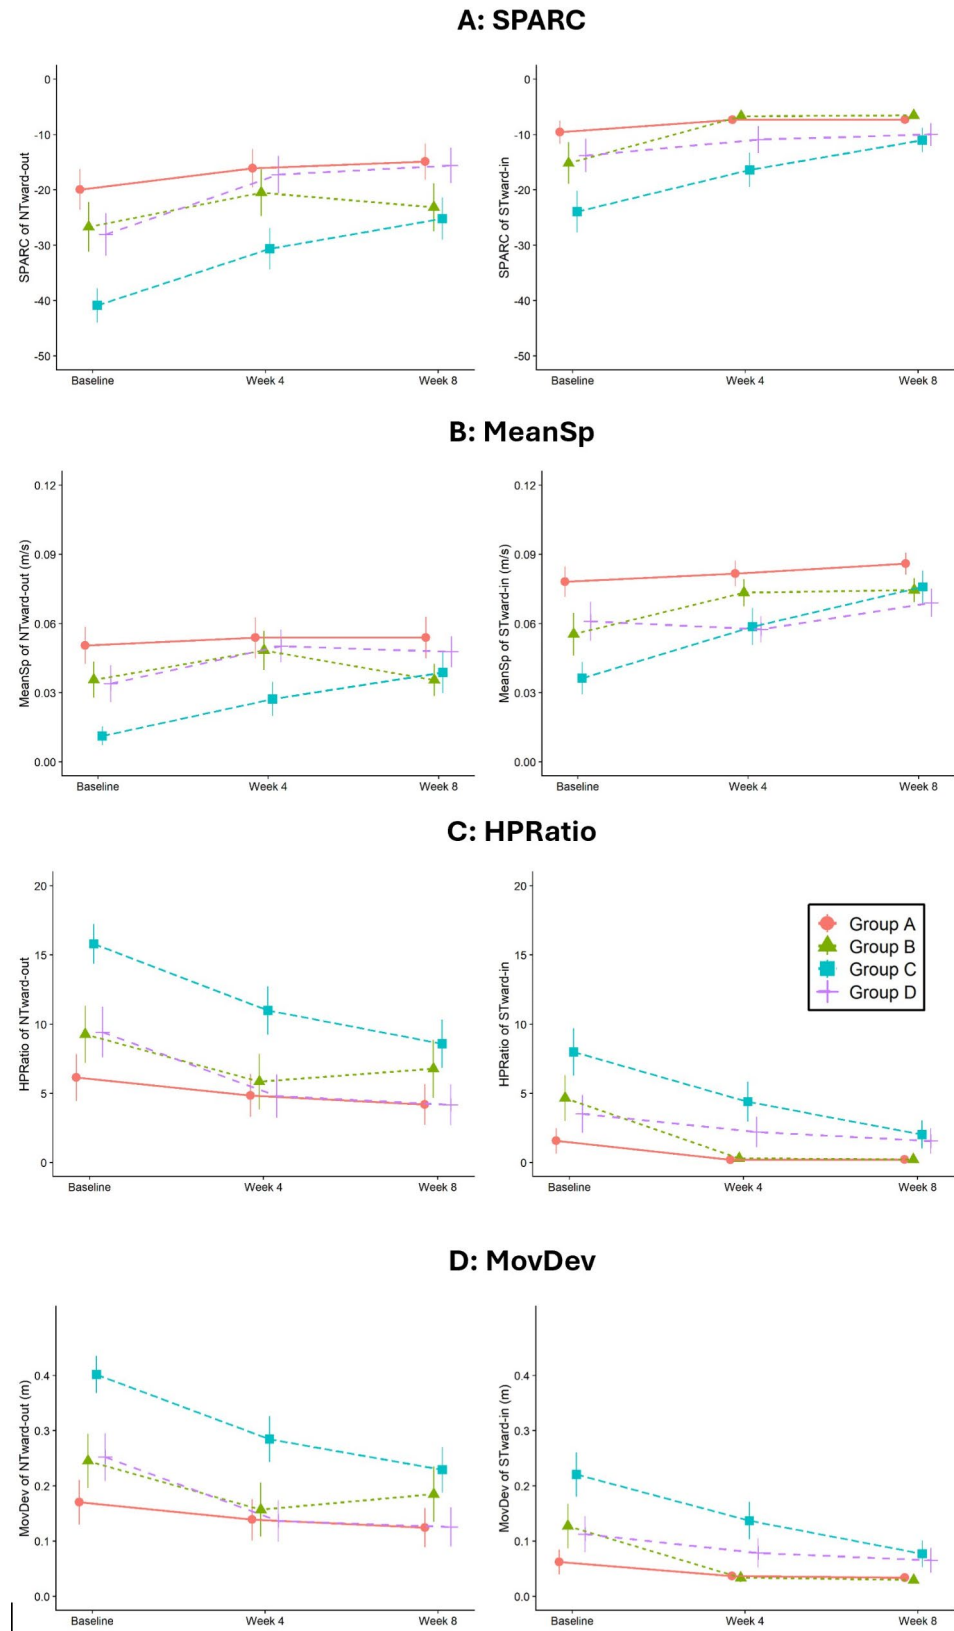 A: SPARC
SPARC of NTward-out
0
-10
-20
-30
-40
-50
Baseline
Week 4
Week 8
SPARC of STward-in
0
-10
-20
-30
-40
-50
Baseline
Week 4
Week 8
B: MeanSp
MeanSp of NTward-out (m/s)
0.12
0.09
0.06
0.03
0.00
Baseline
Week 4
Week 8
MeanSp of STward-in (m/s)
0.12
0.09
0.06
0.03
0.00
Baseline
Week 4
Week 8
C: HPRatio
HPRatio of NTward-out
20
15
10
5
0
Baseline
Week 4
Week 8
HPRatio of STward-in
20
15
10
5
0
Baseline
Week 4
Week 8
Group A
Group B
Group C
Group D
D: MovDev
MovDev of NTward-out (m)
0.4
0.3
0.2
0.1
0.0
Baseline
Week 4
Week 8
MovDev of STward-in (m)
0.4
0.3
0.2
0.1
0.0
Baseline
Week 4
Week 8